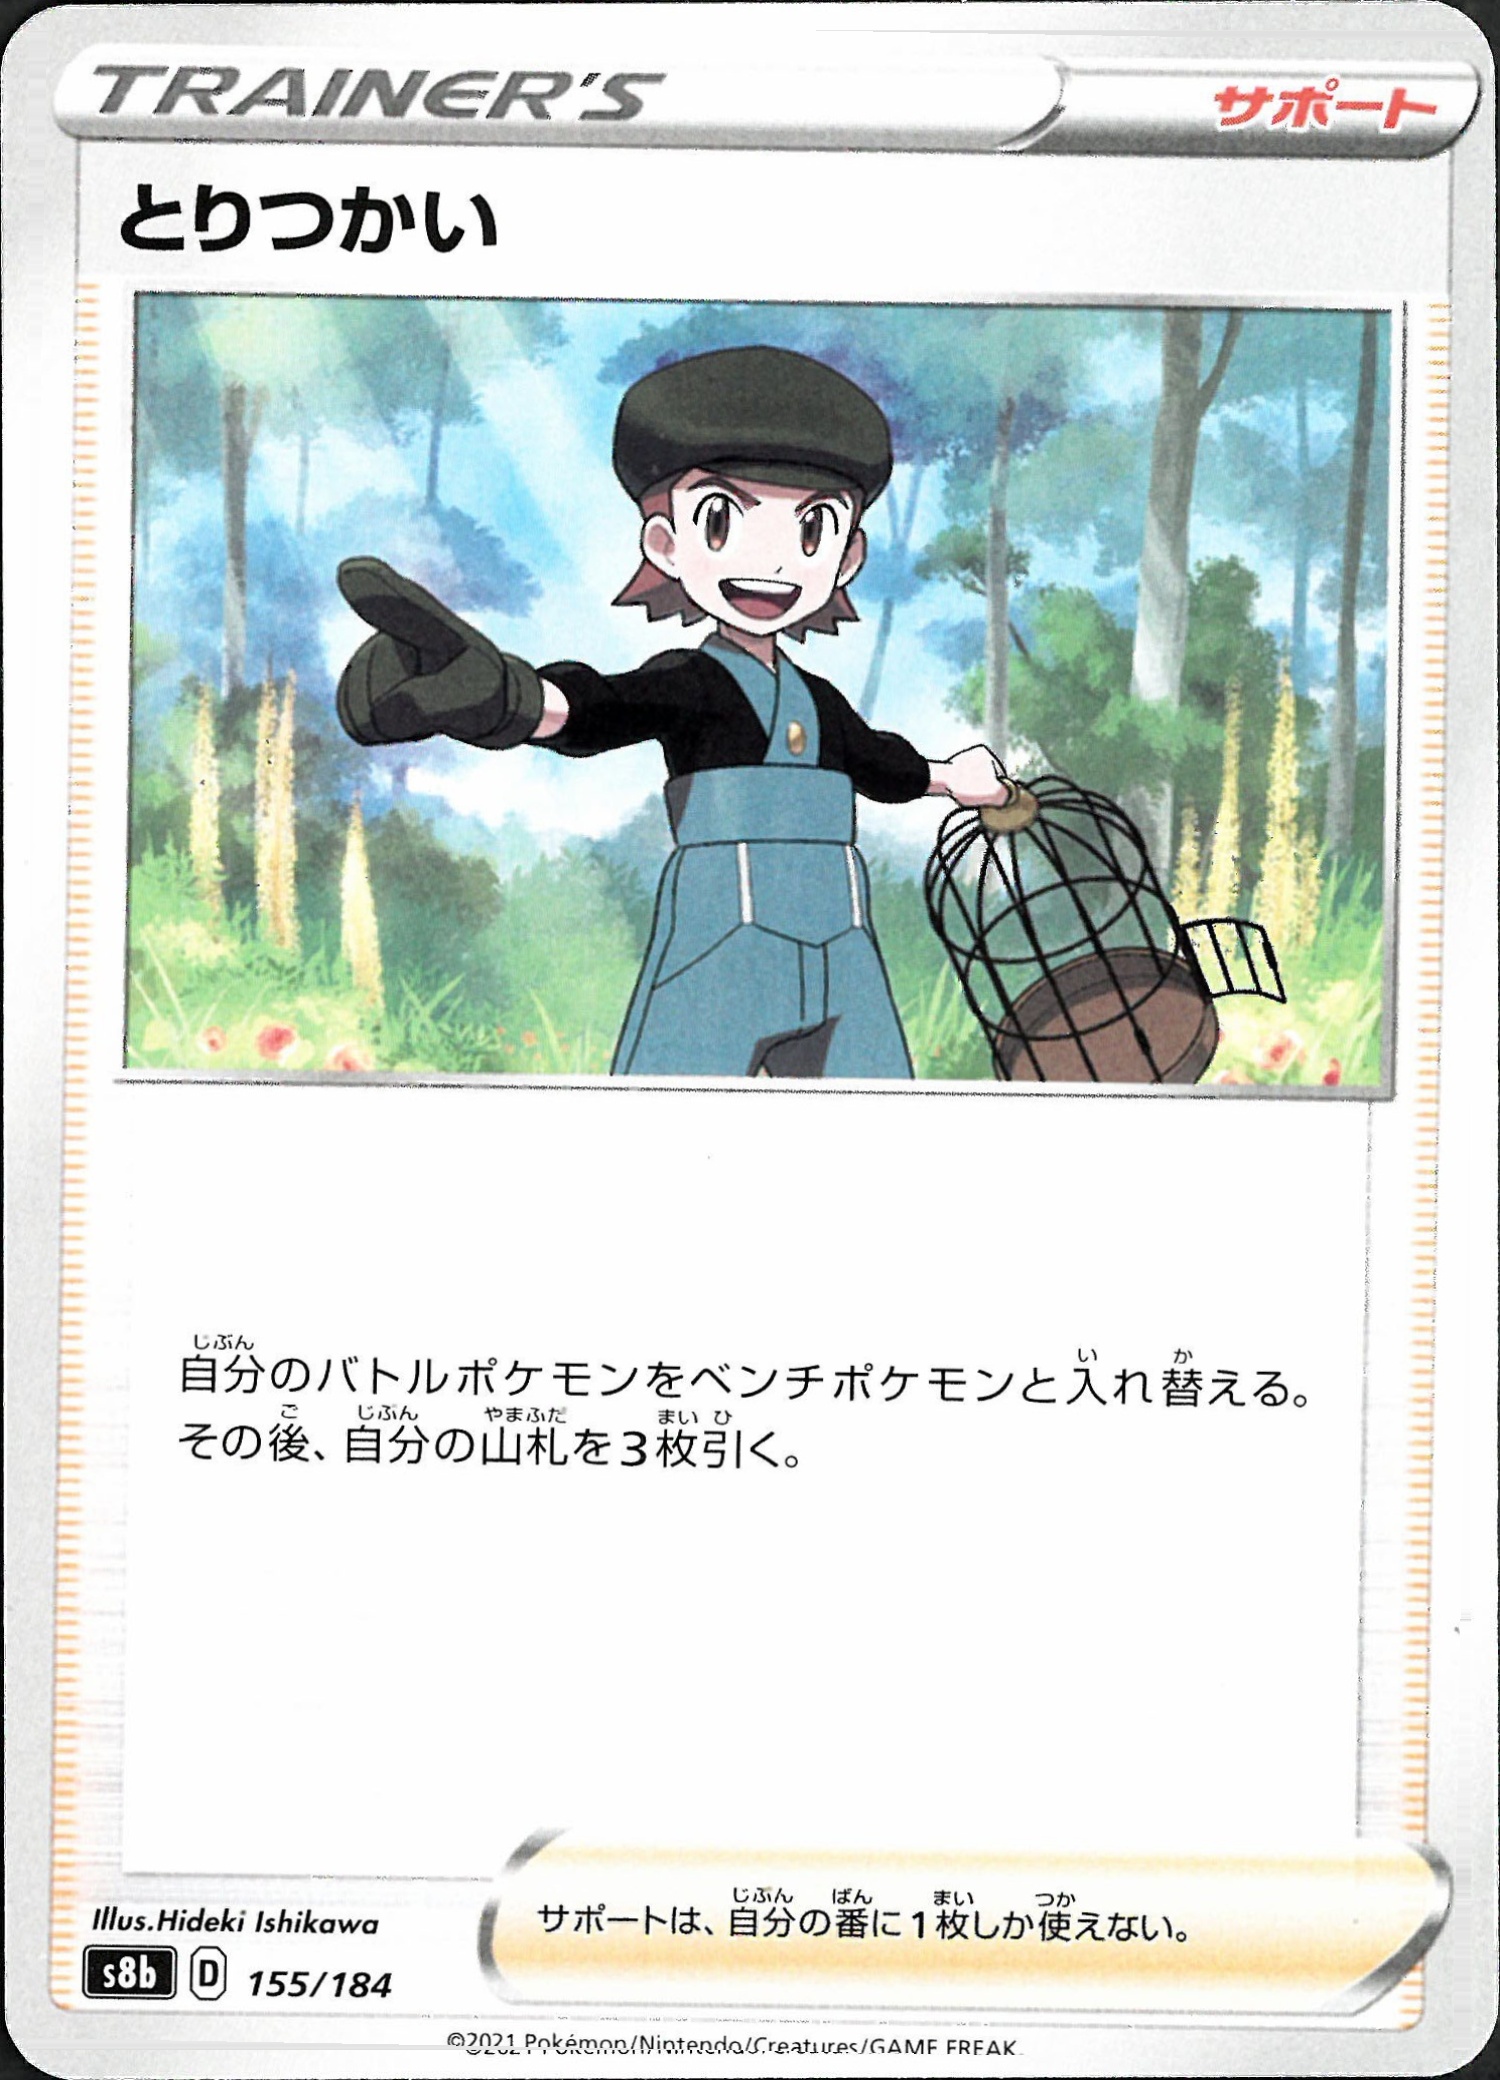 TRAINER'S
サポート
とりつかい
自分のバトルポケモンをベンチポケモンと入れ替える。
その後、自分の山札を3枚引く。
Illus.Hideki Ishikawa
サポートは、自分の番に1枚しか使えない。
s8b D 155/184
©2021 Pokémon/Nintendo/Creatures/GAME FREAK